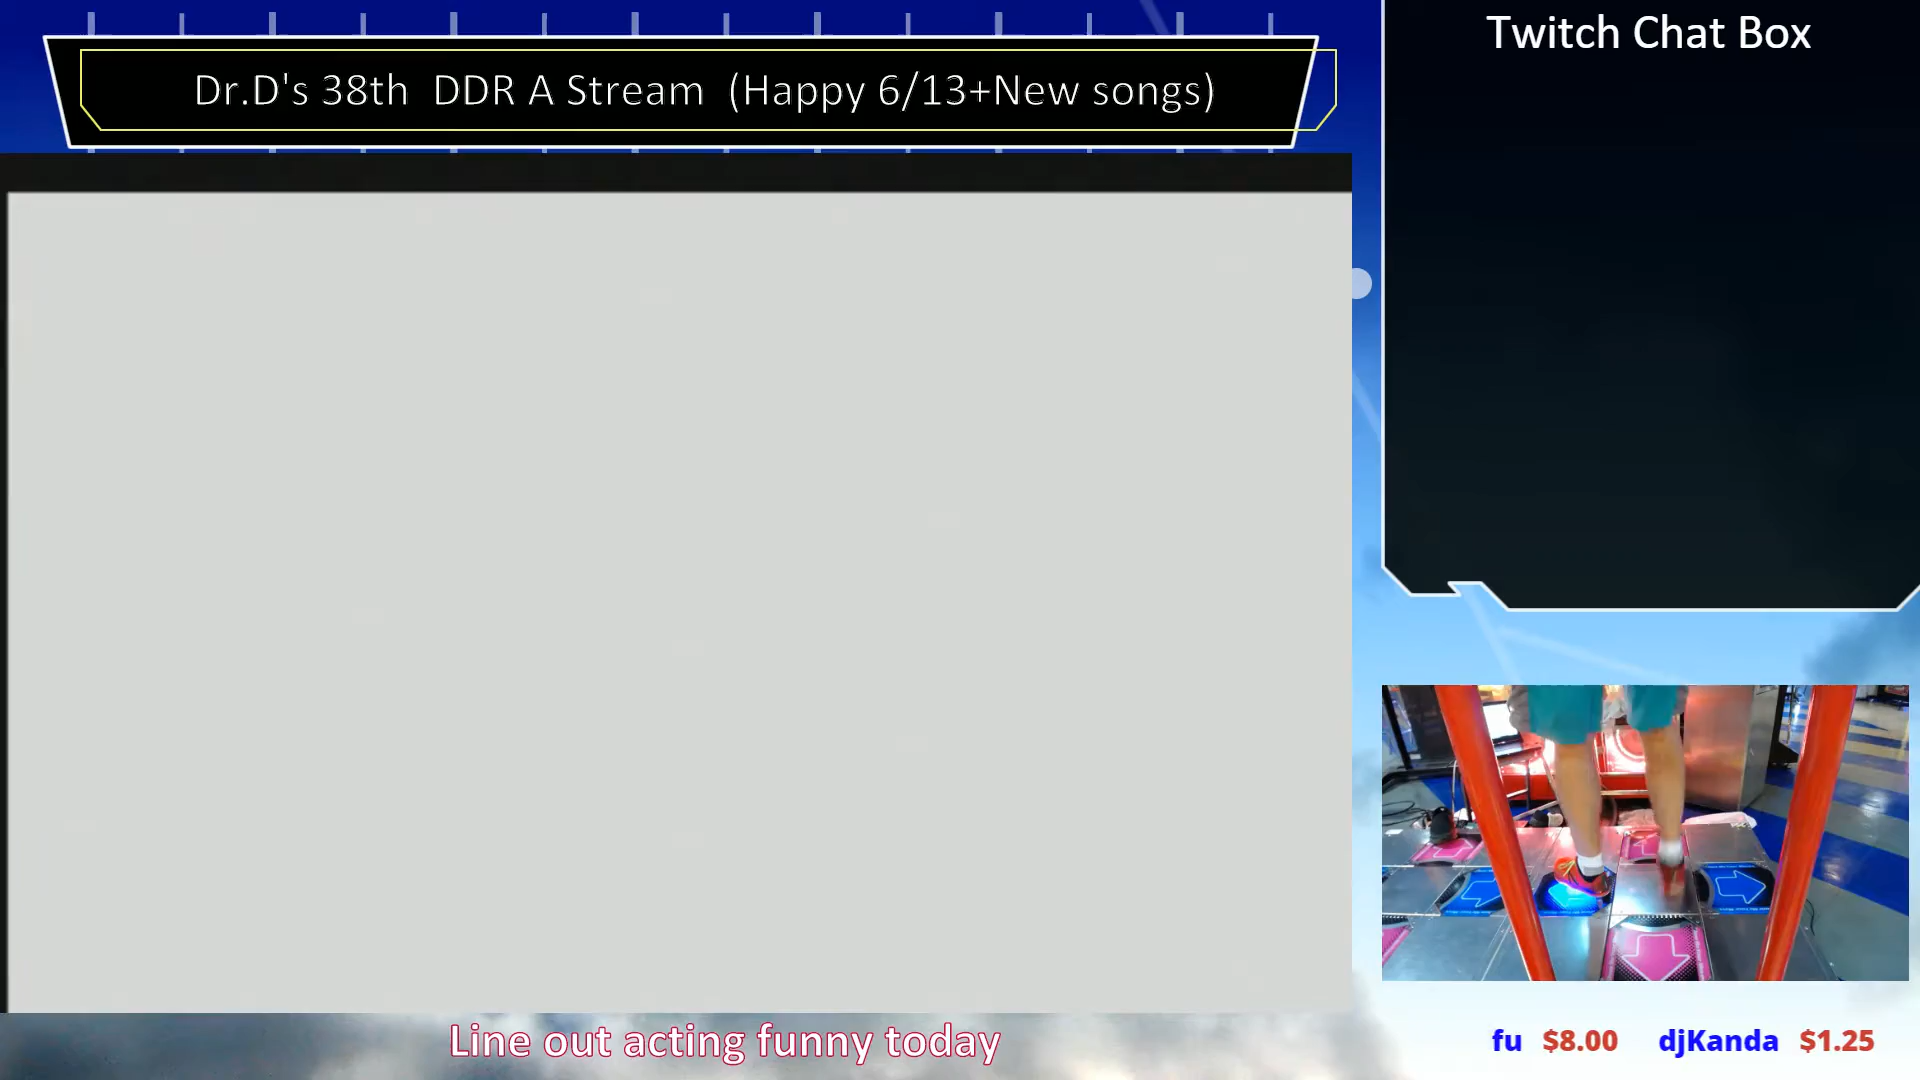 Dr.D's 38th DDR A Stream (Happy 6/13+New songs)
Twitch Chat Box
Line out acting funny today
fu $8.00 djKanda $1.25